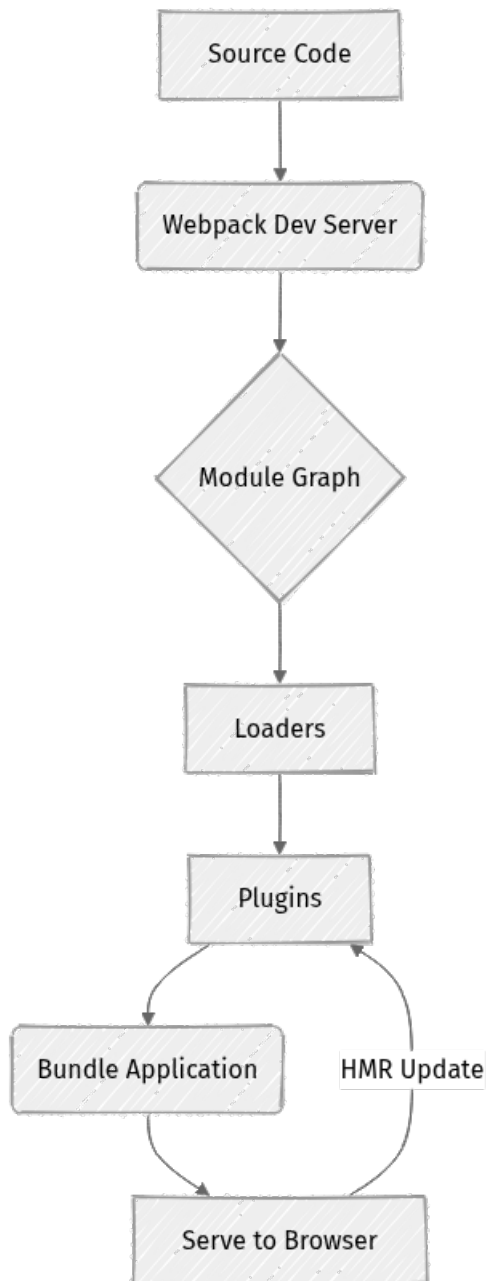 Source Code
Webpack Dev Server
Module Graph
Loaders
Plugins
Bundle Application
HMR Update
Serve to Browser